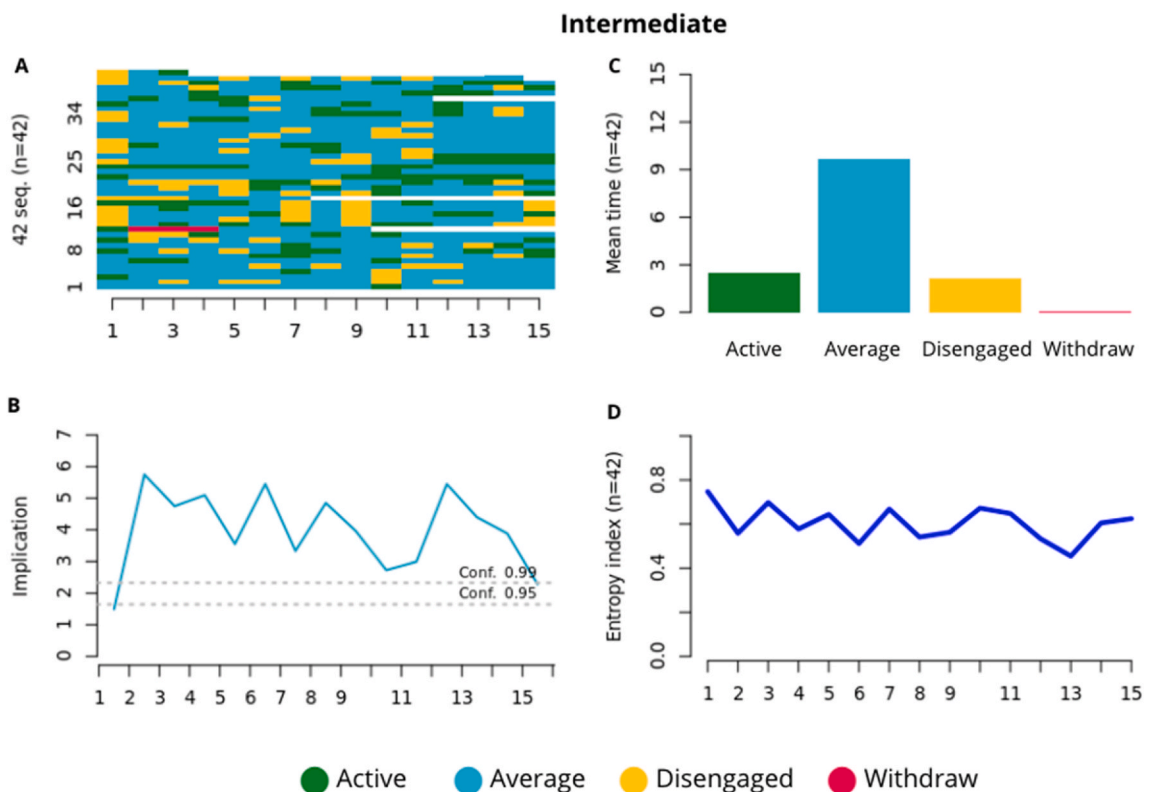 Intermediate
A
42 seq. (n=42)
34
25
16
8
1
1 3 5 7 9 11 13 15
C
Mean time (n=42)
15
12
9
6
3
0
Active Average Disengaged Withdraw
B
Implication
7
6
5
4
3
2
1
0
Conf. 0.99
Conf. 0.95
1 2 3 4 5 6 7 8 9 11 13 15
D
Entropy index (n=42)
0.8
0.4
0.0
1 2 3 4 5 6 7 8 9 11 13 15
Active Average Disengaged Withdraw